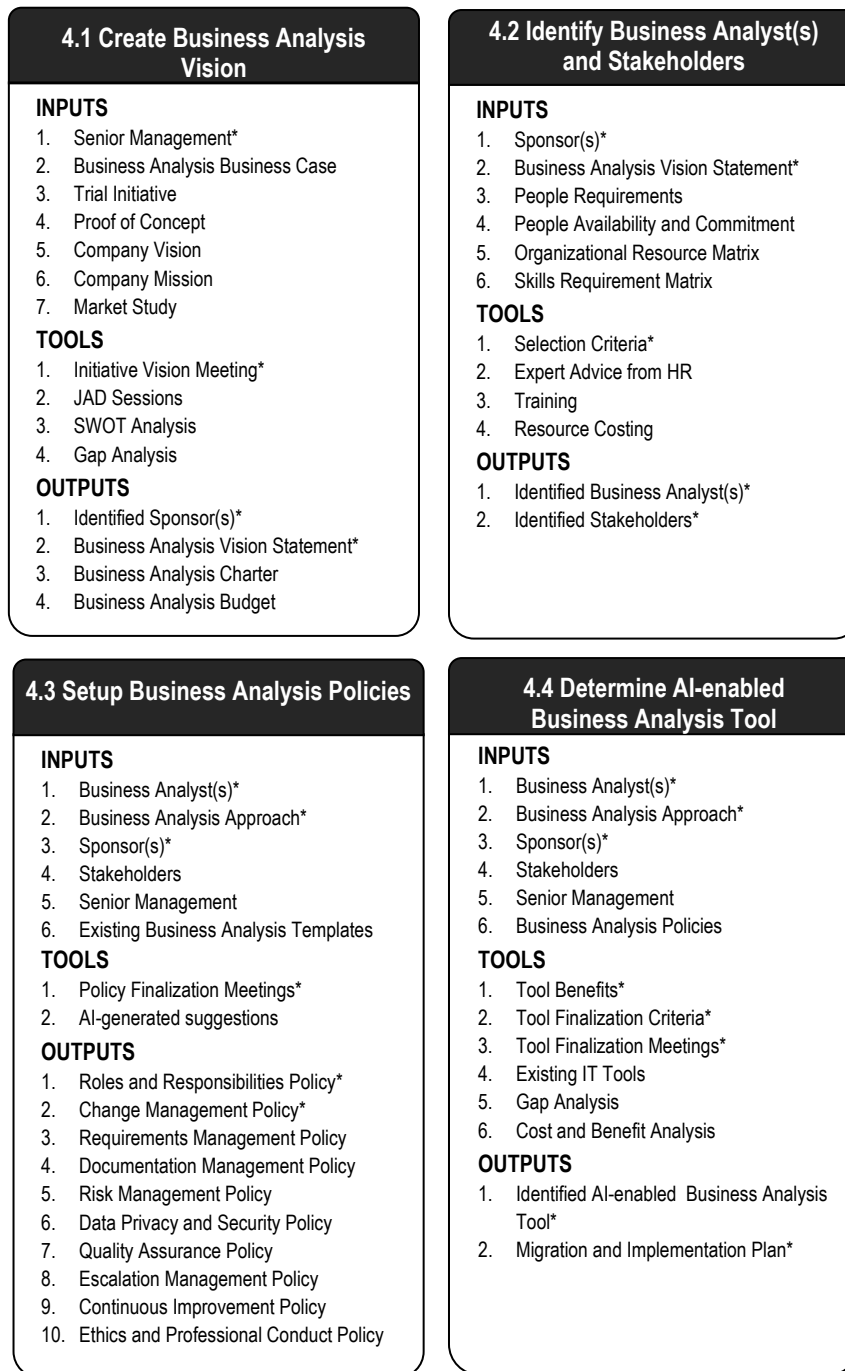 4.1 Create Business Analysis
Vision
INPUTS
1. Senior Management*
2. Business Analysis Business Case
3. Trial Initiative
4. Proof of Concept
5. Company Vision
6. Company Mission
7. Market Study
TOOLS
1. Initiative Vision Meeting*
2. JAD Sessions
3. SWOT Analysis
4. Gap Analysis
OUTPUTS
1. Identified Sponsor(s)*
2. Business Analysis Vision Statement*
3. Business Analysis Charter
4. Business Analysis Budget
4.2 Identify Business Analyst(s)
and Stakeholders
INPUTS
1. Sponsor(s)*
2. Business Analysis Vision Statement*
3. People Requirements
4. People Availability and Commitment
5. Organizational Resource Matrix
6. Skills Requirement Matrix
TOOLS
1. Selection Criteria*
2. Expert Advice from HR
3. Training
4. Resource Costing
OUTPUTS
1. Identified Business Analyst(s)*
2. Identified Stakeholders*
4.3 Setup Business Analysis Policies
INPUTS
1. Business Analyst(s)*
2. Business Analysis Approach*
3. Sponsor(s)*
4. Stakeholders
5. Senior Management
6. Existing Business Analysis Templates
TOOLS
1. Policy Finalization Meetings*
2. AI-generated suggestions
OUTPUTS
1. Roles and Responsibilities Policy*
2. Change Management Policy*
3. Requirements Management Policy
4. Documentation Management Policy
5. Risk Management Policy
6. Data Privacy and Security Policy
7. Quality Assurance Policy
8. Escalation Management Policy
9. Continuous Improvement Policy
10. Ethics and Professional Conduct Policy
4.4 Determine AI-enabled
Business Analysis Tool
INPUTS
1. Business Analyst(s)*
2. Business Analysis Approach*
3. Sponsor(s)*
4. Stakeholders
5. Senior Management
6. Business Analysis Policies
TOOLS
1. Tool Benefits*
2. Tool Finalization Criteria*
3. Tool Finalization Meetings*
4. Existing IT Tools
5. Gap Analysis
6. Cost and Benefit Analysis
OUTPUTS
1. Identified AI-enabled Business Analysis
Tool*
2. Migration and Implementation Plan*